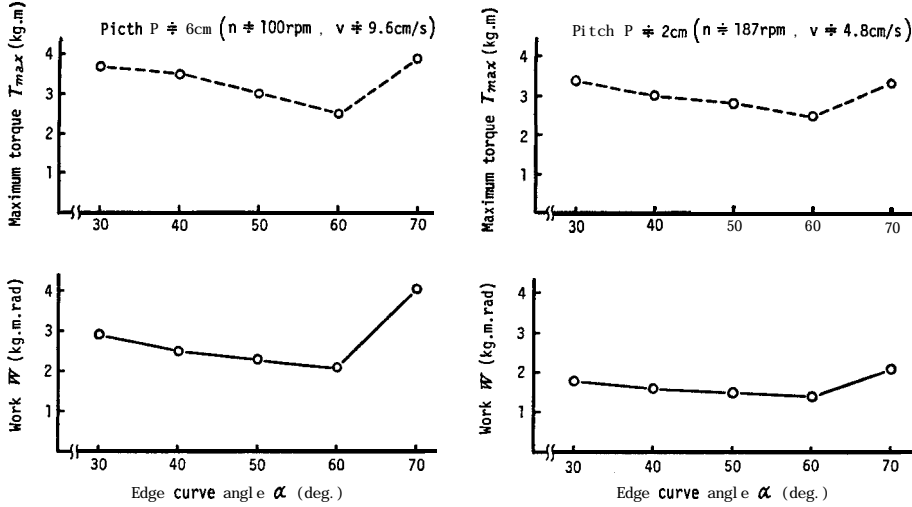 Picth P ≑ 6cm (n ≑ 100rpm , v ≑ 9.6cm/s)
Maximum torque Tmax (kg.m)
4
3
2
1
30 40 50 60 70
Pitch P ≑ 2cm (n ≑ 187rpm , v ≑ 4.8cm/s)
Maximum torque Tmax (kg.m)
4
3
2
1
30 40 50 60 70
Work W (kg.m.rad)
4
3
2
1
30 40 50 60 70
Edge curve angle α (deg.)
Work W (kg.m.rad)
4
3
2
1
30 40 50 60 70
Edge curve angle α (deg.)